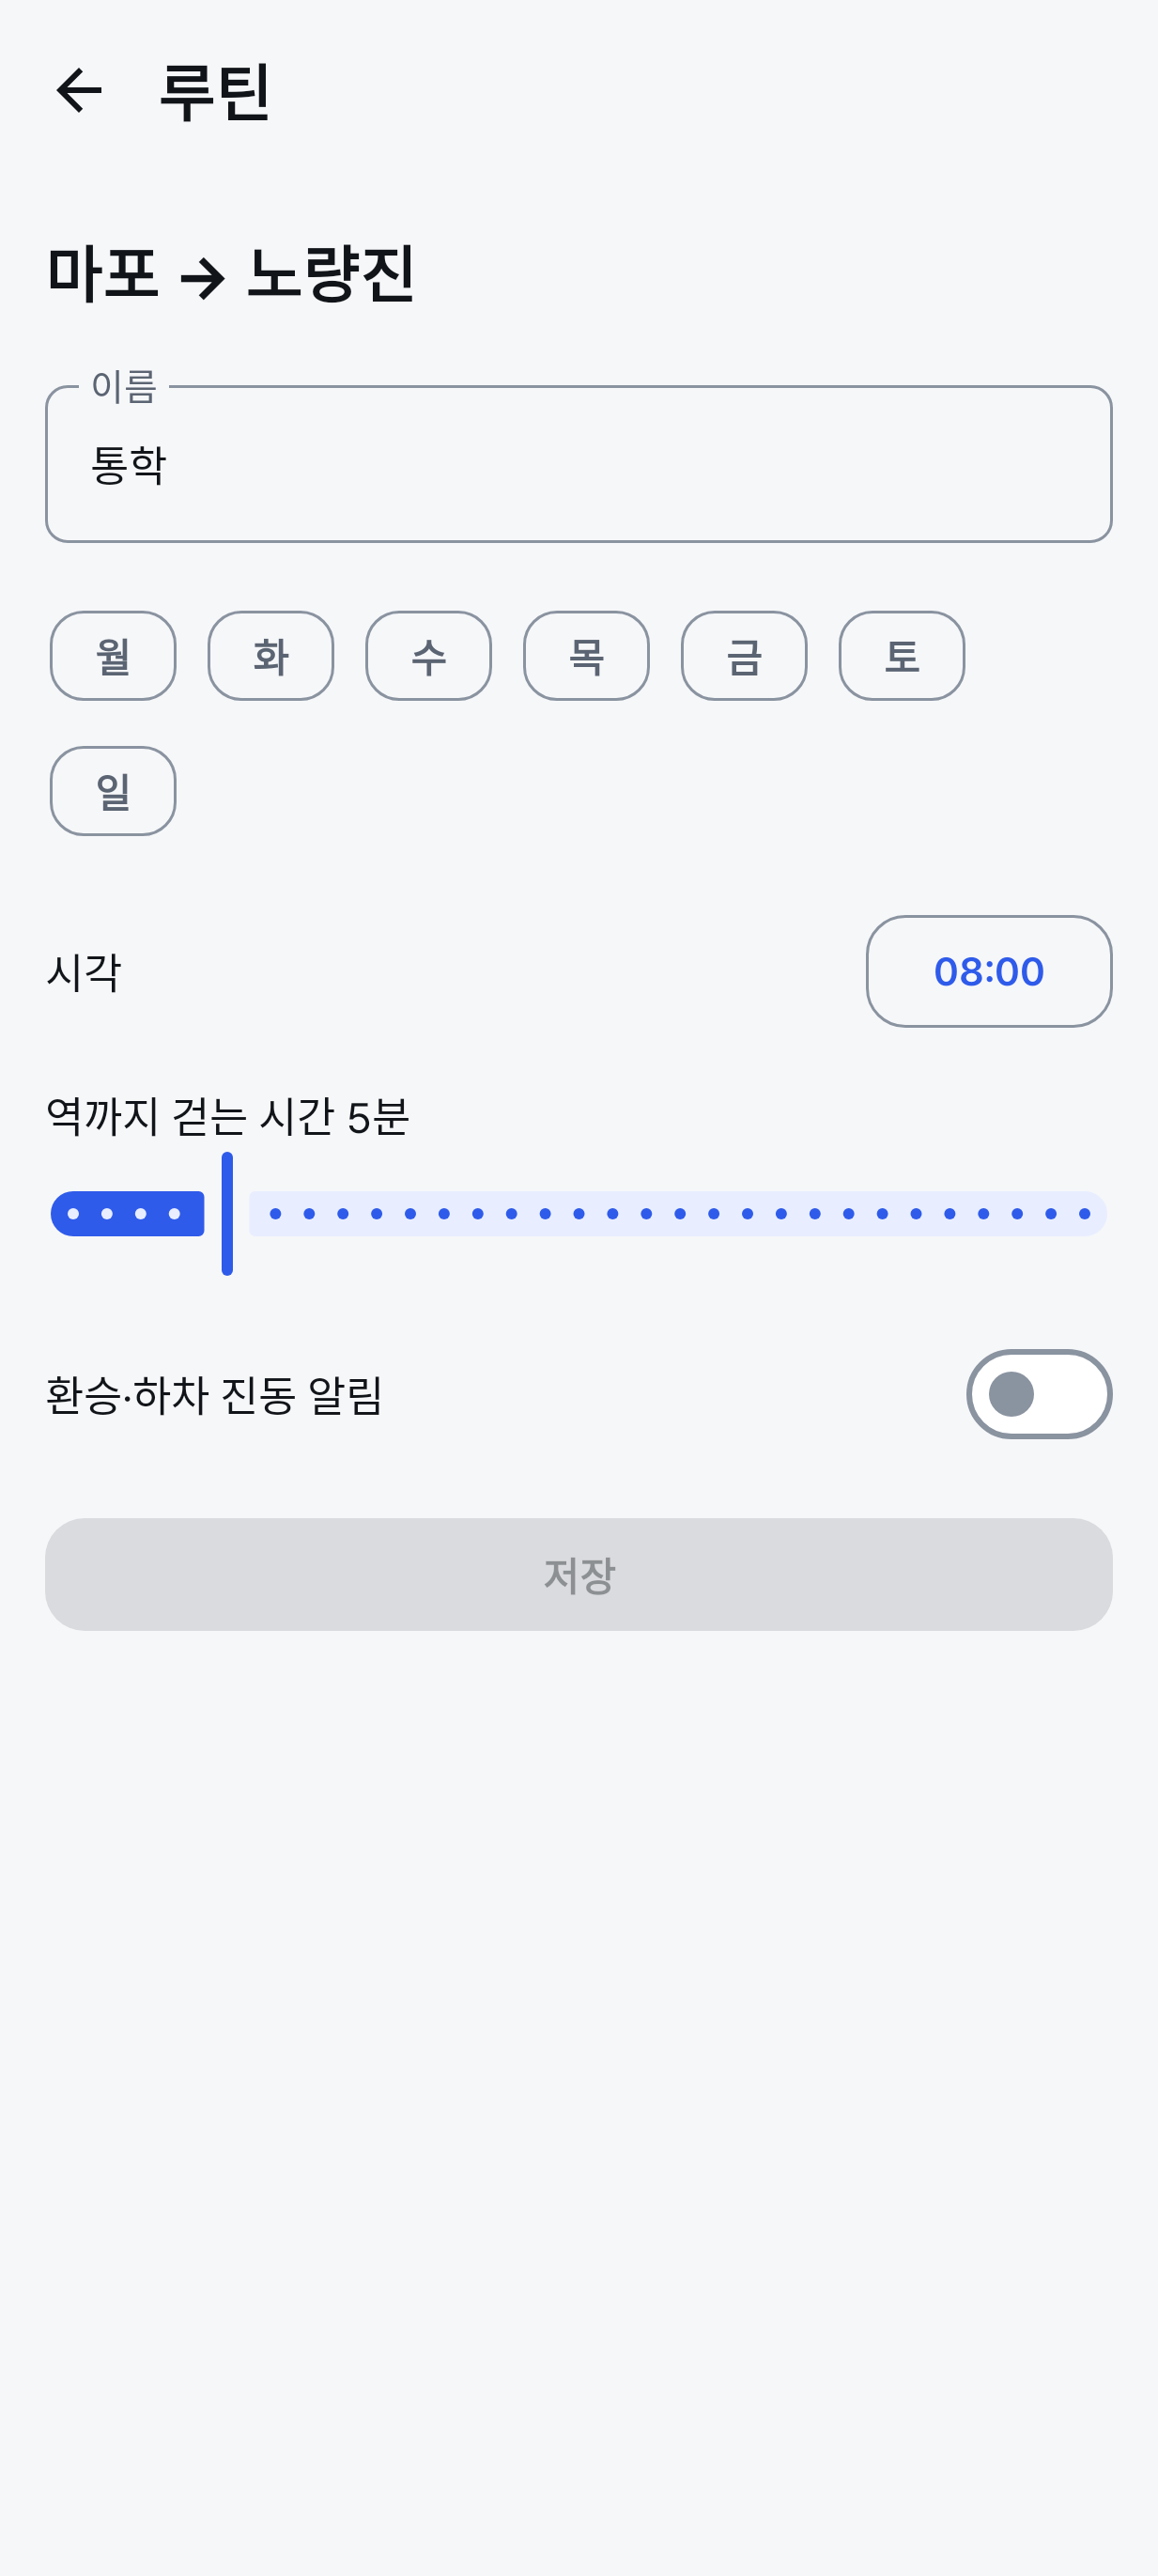 루틴
마포 → 노량진
이름
통학
월 화 수 목 금 토
일
시각 08:00
역까지 걷는 시간 5분
환승·하차 진동 알림
저장